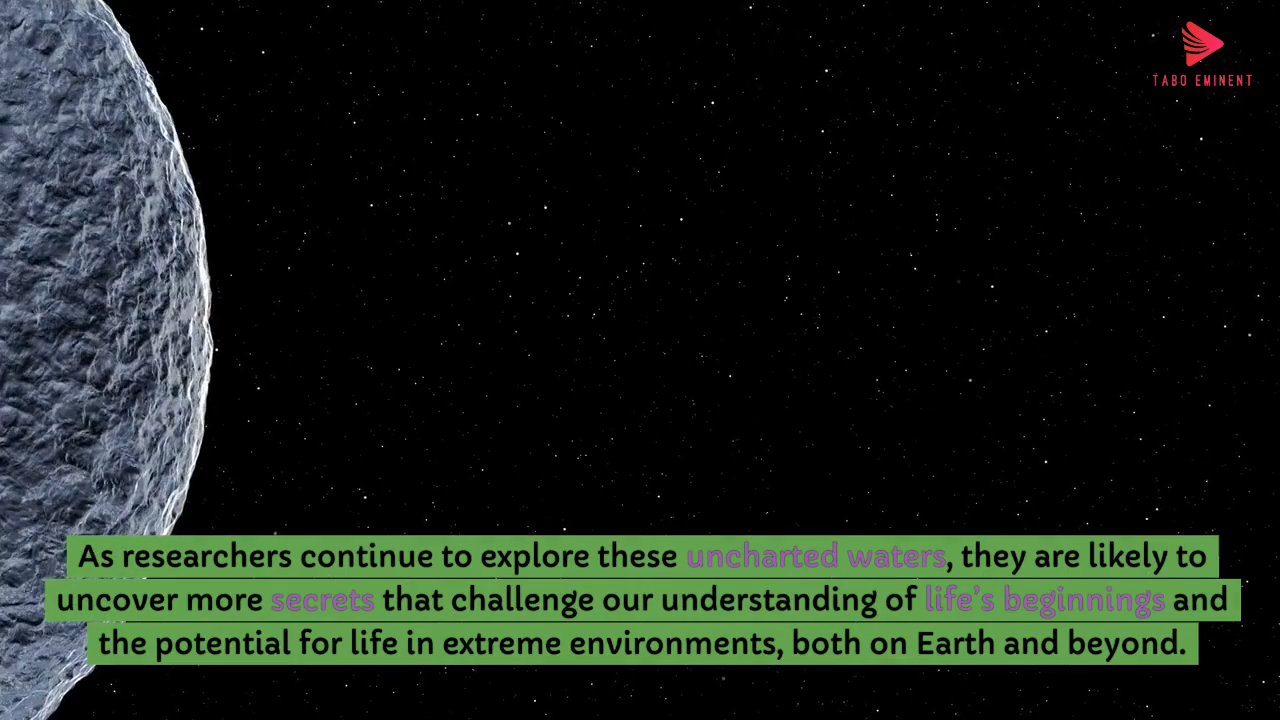 TABO EMINENT
As researchers continue to explore these uncharted waters, they are likely to
uncover more secrets that challenge our understanding of life's beginnings and
the potential for life in extreme environments, both on Earth and beyond.